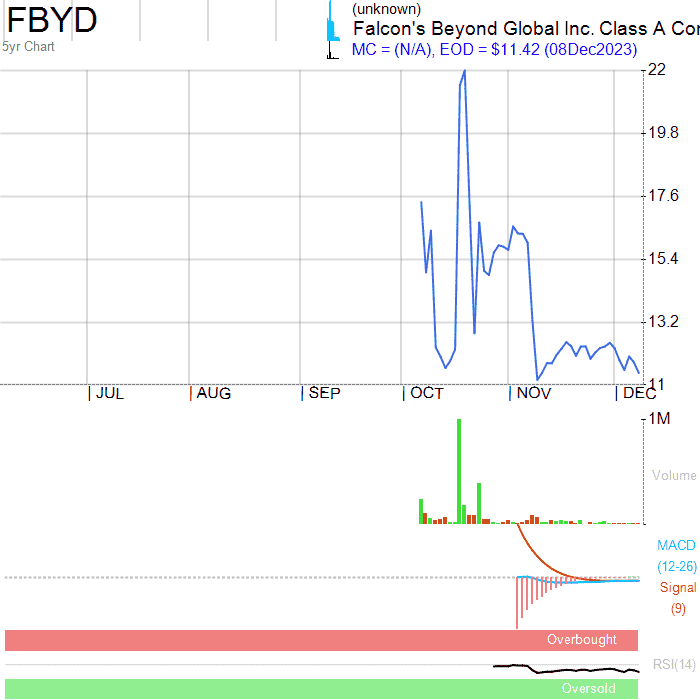 FBYD
(unknown)
Falcon's Beyond Global Inc. Class A Cor
5yr Chart
MC = (N/A), EOD = $11.42 (08Dec2023)
22
19.8
17.6
15.4
13.2
11
JUL AUG SEP OCT NOV DEC
1M
Volume
MACD
(12-26)
Signal
(9)
Overbought
RSI(14)
Oversold